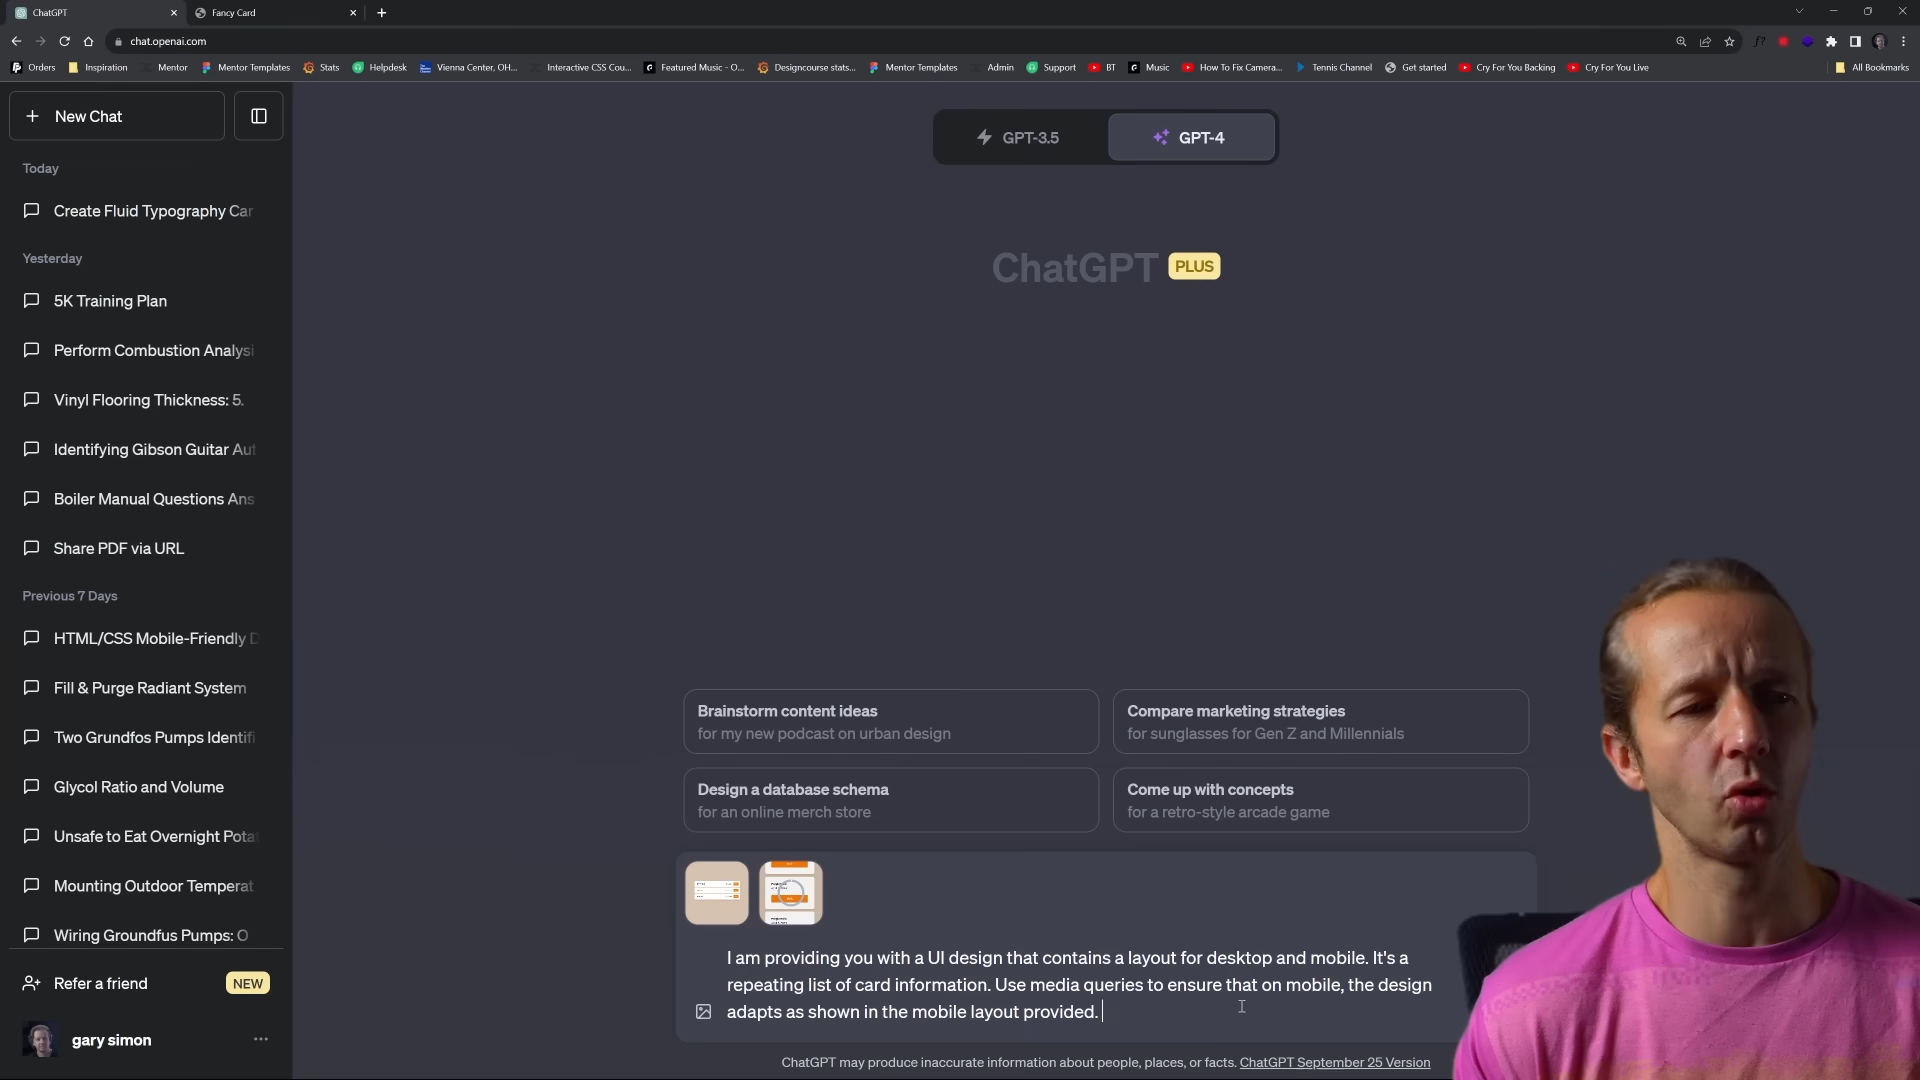 ChatGPT
Fancy Card
chat.openai.com
Orders
Inspiration
Mentor
Mentor Templates
Stats
Helpdesk
Vienna Center, OH...
Interactive CSS Cou...
Featured Music - O...
Designcourse stats...
Mentor Templates
Admin
Support
BT
Music
How To Fix Camera...
Tennis Channel
Get started
Cry For You Backing
Cry For You Live
All Bookmarks
New Chat
Today
Create Fluid Typography Car
Yesterday
5K Training Plan
Perform Combustion Analysi
Vinyl Flooring Thickness: 5.
Identifying Gibson Guitar Aut
Boiler Manual Questions Ans
Share PDF via URL
Previous 7 Days
HTML/CSS Mobile-Friendly D
Fill & Purge Radiant System
Two Grundfos Pumps Identifi
Glycol Ratio and Volume
Unsafe to Eat Overnight Pota
Mounting Outdoor Temperat
Wiring Groundfus Pumps: O
Refer a friend
NEW
gary simon
GPT-3.5
GPT-4
ChatGPT PLUS
Brainstorm content ideas
for my new podcast on urban design
Compare marketing strategies
for sunglasses for Gen Z and Millennials
Design a database schema
for an online merch store
Come up with concepts
for a retro-style arcade game
I am providing you with a UI design that contains a layout for desktop and mobile. It's a
repeating list of card information. Use media queries to ensure that on mobile, the design
adapts as shown in the mobile layout provided.
ChatGPT may produce inaccurate information about people, places, or facts. ChatGPT September 25 Version